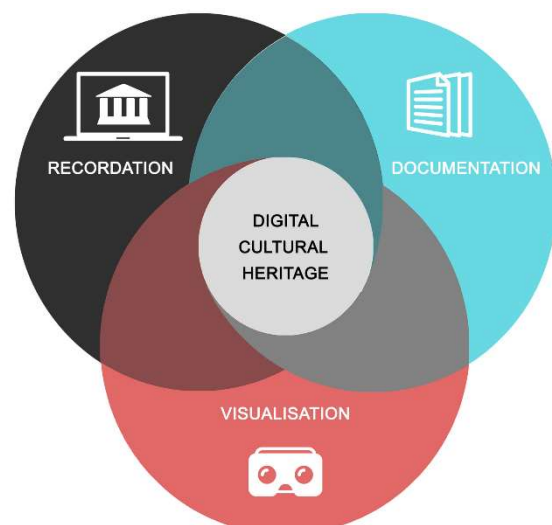 RECORDATION
DOCUMENTATION
DIGITAL
CULTURAL
HERITAGE
VISUALISATION